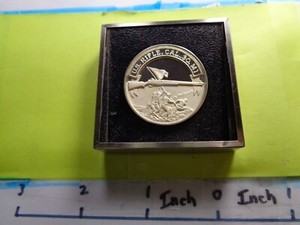 U.S. RIFLE, CAL. 30, M1
3 2 1 Inch 0 Inch 1